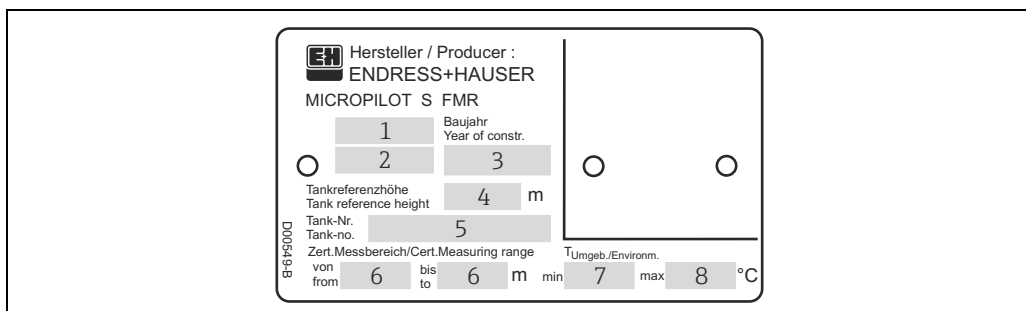 E+H Hersteller / Producer :
ENDRESS+HAUSER
MICROPILOT S FMR
1 Baujahr
Year of constr.
2 3
Tankreferenzhöhe
Tank reference height 4 m
Tank-Nr.
Tank-no. 5
Zert.Messbereich/Cert.Measuring range
von
from 6 bis
to 6 m
TUmgeb./Environm.
min 7 max 8 °C
D00549-B